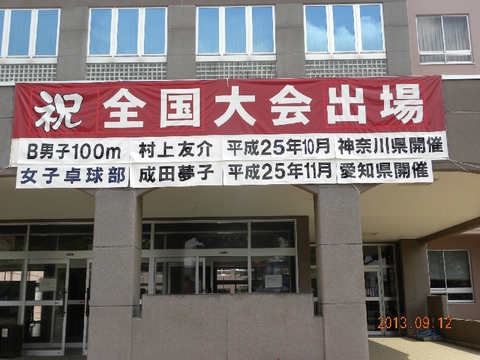 祝 全国大会出場
B男子100m 村上友介 平成25年10月 神奈川県開催
女子卓球部 成田夢子 平成25年11月 愛知県開催
2013.09.12